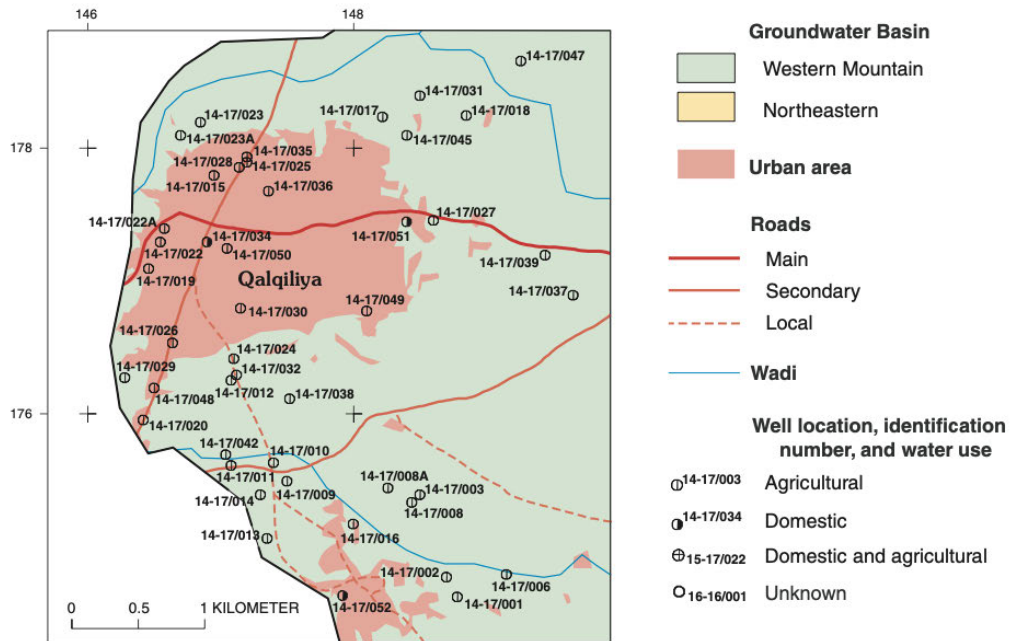 146
148
178
176
14-17/047
14-17/031
14-17/017
14-17/018
14-17/023
14-17/023A
14-17/045
14-17/035
14-17/028
14-17/025
14-17/015
14-17/036
14-17/027
14-17/022A
14-17/034
14-17/051
14-17/022
14-17/050
14-17/039
14-17/019
Qalqiliya
14-17/037
14-17/049
14-17/030
14-17/026
14-17/024
14-17/029
14-17/032
14-17/048
14-17/012
14-17/038
14-17/020
14-17/042
14-17/010
14-17/011
14-17/008A
14-17/003
14-17/014
14-17/009
14-17/008
14-17/013
14-17/016
14-17/002
14-17/006
14-17/052
14-17/001
0 0.5 1 KILOMETER
Groundwater Basin
Western Mountain
Northeastern
Urban area
Roads
Main
Secondary
Local
Wadi
Well location, identification
number, and water use
14-17/003 Agricultural
14-17/034 Domestic
15-17/022 Domestic and agricultural
16-16/001 Unknown